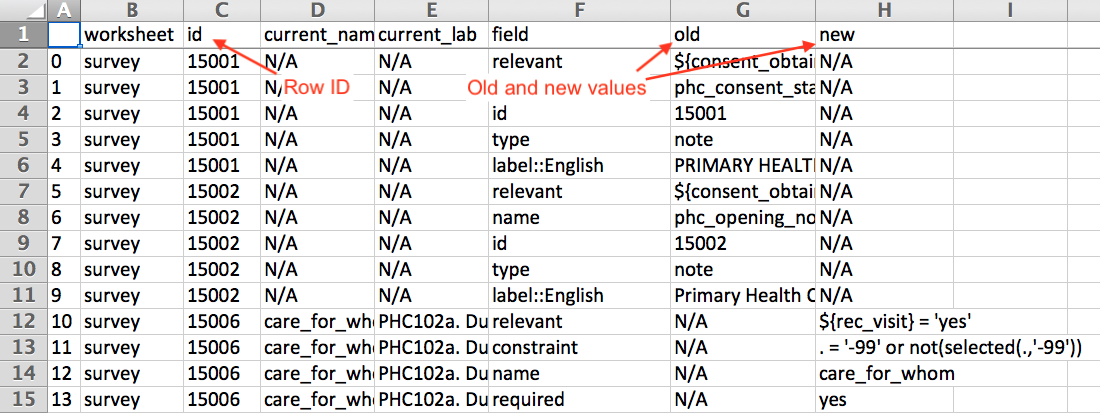 A B C D E F G H I
1 worksheet id current_nam current_lab field old new
2 0 survey 15001 N/A N/A relevant ${consent_obtai N/A
Row ID Old and new values
3 1 survey 15001 N/A N/A phc_consent_sta N/A
4 2 survey 15001 N/A N/A id 15001 N/A
5 3 survey 15001 N/A N/A type note N/A
6 4 survey 15001 N/A N/A label::English PRIMARY HEALT N/A
7 5 survey 15002 N/A N/A relevant ${consent_obtai N/A
8 6 survey 15002 N/A N/A name phc_opening_no N/A
9 7 survey 15002 N/A N/A id 15002 N/A
10 8 survey 15002 N/A N/A type note N/A
11 9 survey 15002 N/A N/A label::English Primary Health C N/A
12 10 survey 15006 care_for_who PHC102a. Du relevant N/A ${rec_visit} = 'yes'
13 11 survey 15006 care_for_who PHC102a. Du constraint N/A . = '-99' or not(selected(.,'-99'))
14 12 survey 15006 care_for_who PHC102a. Du name N/A care_for_whom
15 13 survey 15006 care_for_who PHC102a. Du required N/A yes